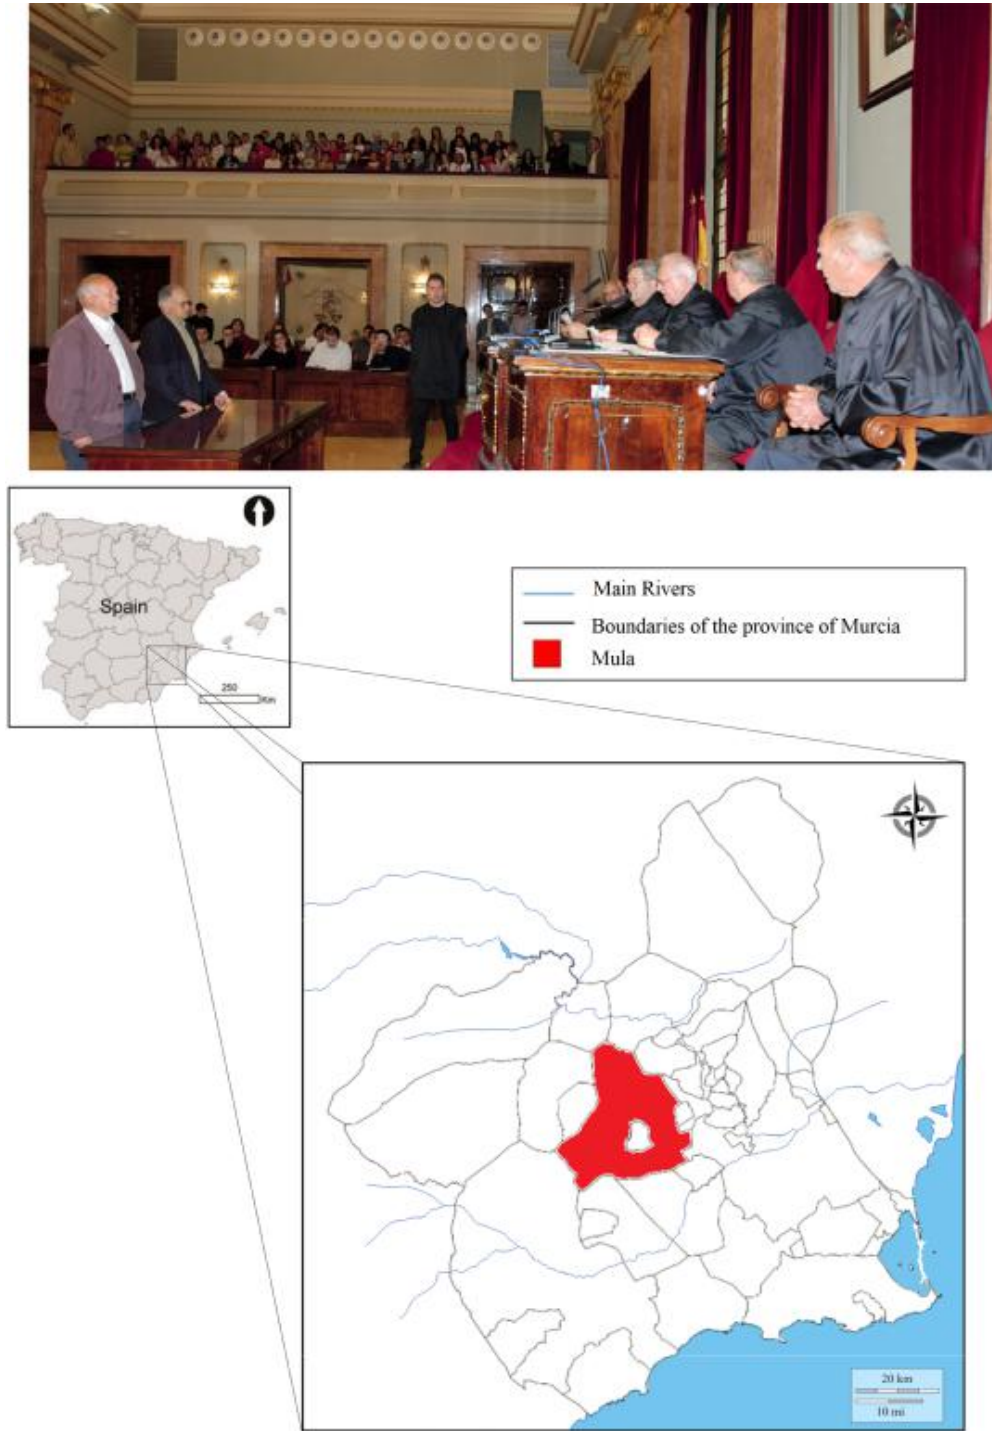 Spain
250
Km
Main Rivers
Boundaries of the province of Murcia
Mula
20 km
10 mi